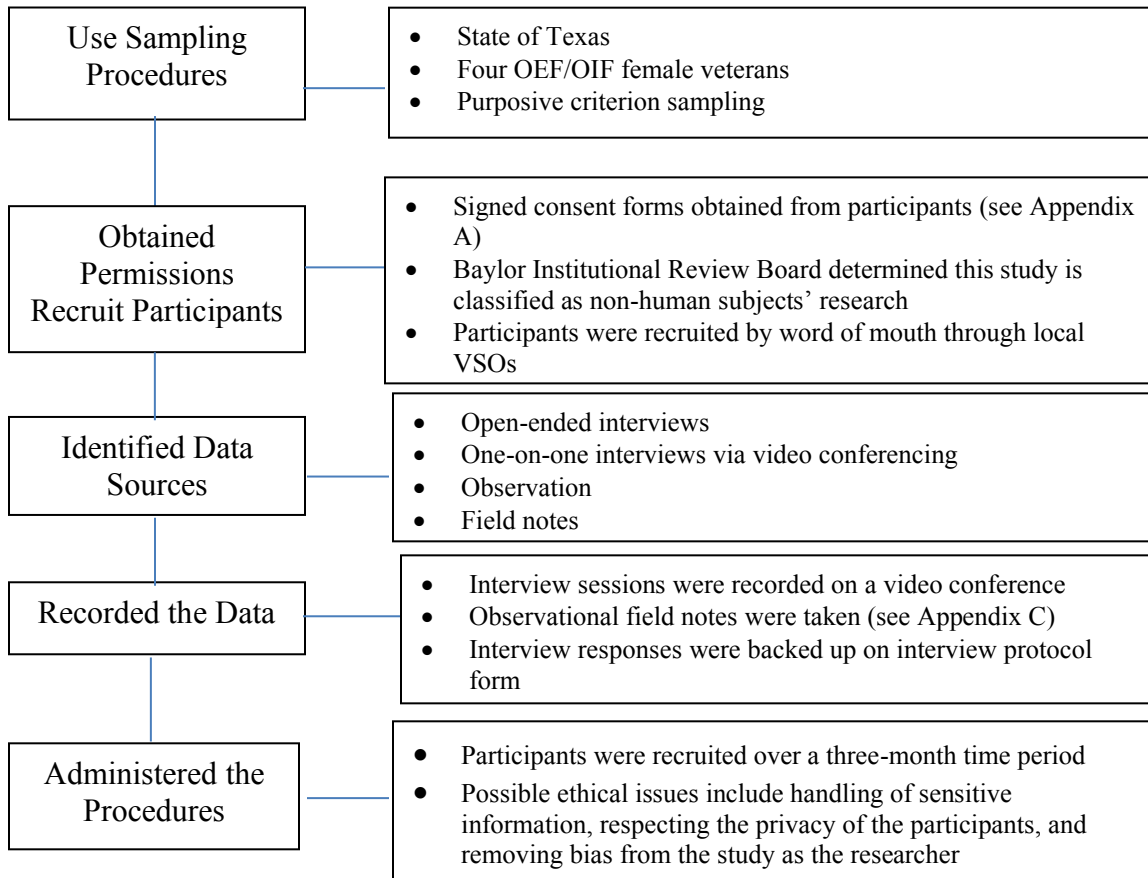 Use Sampling
Procedures
• State of Texas
• Four OEF/OIF female veterans
• Purposive criterion sampling
Obtained
Permissions
Recruit Participants
• Signed consent forms obtained from participants (see Appendix
A)
• Baylor Institutional Review Board determined this study is
classified as non-human subjects’ research
• Participants were recruited by word of mouth through local
VSOs
Identified Data
Sources
• Open-ended interviews
• One-on-one interviews via video conferencing
• Observation
• Field notes
Recorded the Data
• Interview sessions were recorded on a video conference
• Observational field notes were taken (see Appendix C)
• Interview responses were backed up on interview protocol
form
Administered the
Procedures
• Participants were recruited over a three-month time period
• Possible ethical issues include handling of sensitive
information, respecting the privacy of the participants, and
removing bias from the study as the researcher